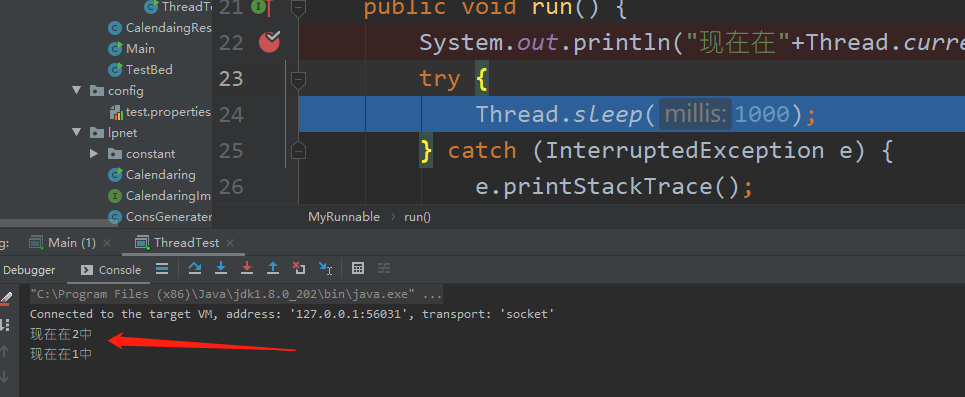 ThreadTe
CalendaingRes
Main
TestBed
config
test.properties
lpnet
constant
Calendaring
CalendaringIm
ConsGenerater
21 public void run() {
22 System.out.println("现在在"+Thread.curre
23 try {
24 Thread.sleep( millis: 1000);
25 } catch (InterruptedException e) {
26 e.printStackTrace();
MyRunnable › run()
g: Main (1) × ThreadTest ×
Debugger Console
"C:\Program Files (x86)\Java\jdk1.8.0_202\bin\java.exe" ...
Connected to the target VM, address: '127.0.0.1:56031', transport: 'socket'
现在在2中
现在在1中